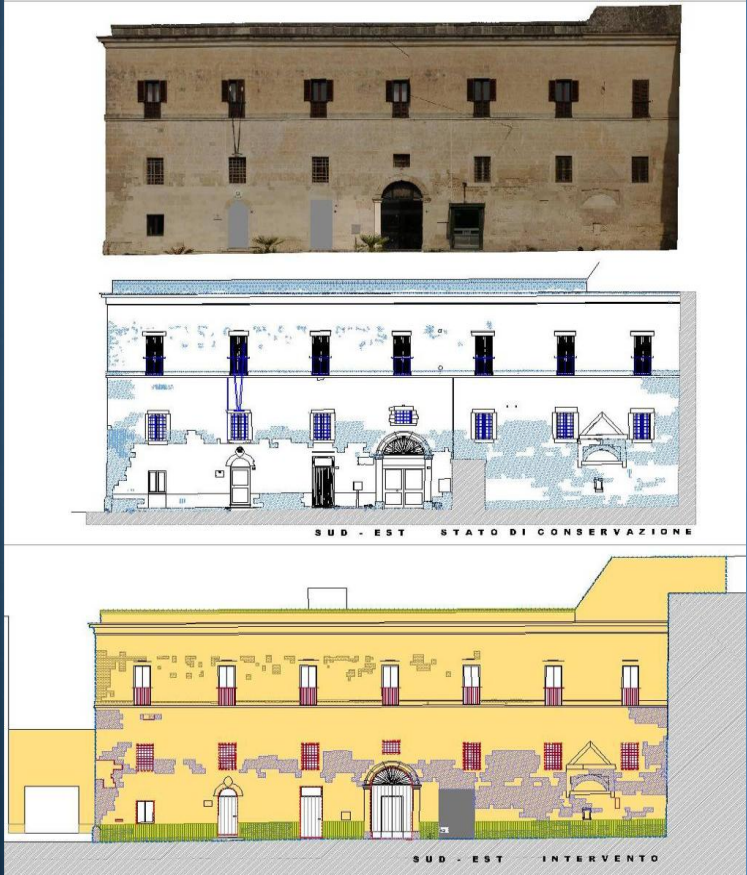 SUD - EST STATO DI CONSERVAZIONE
SUD - EST INTERVENTO